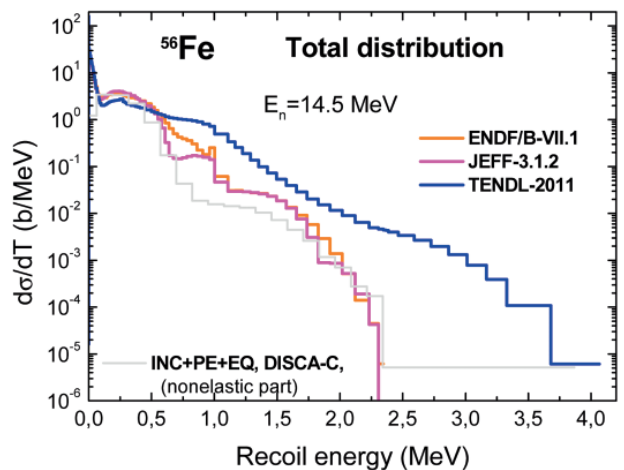 ⁵⁶Fe Total distribution
Eₙ=14.5 MeV
ENDF/B-VII.1
JEFF-3.1.2
TENDL-2011
INC+PE+EQ, DISCA-C,
(nonelastic part)
dσ/dT (b/MeV)
10²
10¹
10⁰
10⁻¹
10⁻²
10⁻³
10⁻⁴
10⁻⁵
10⁻⁶
0,0 0,5 1,0 1,5 2,0 2,5 3,0 3,5 4,0
Recoil energy (MeV)